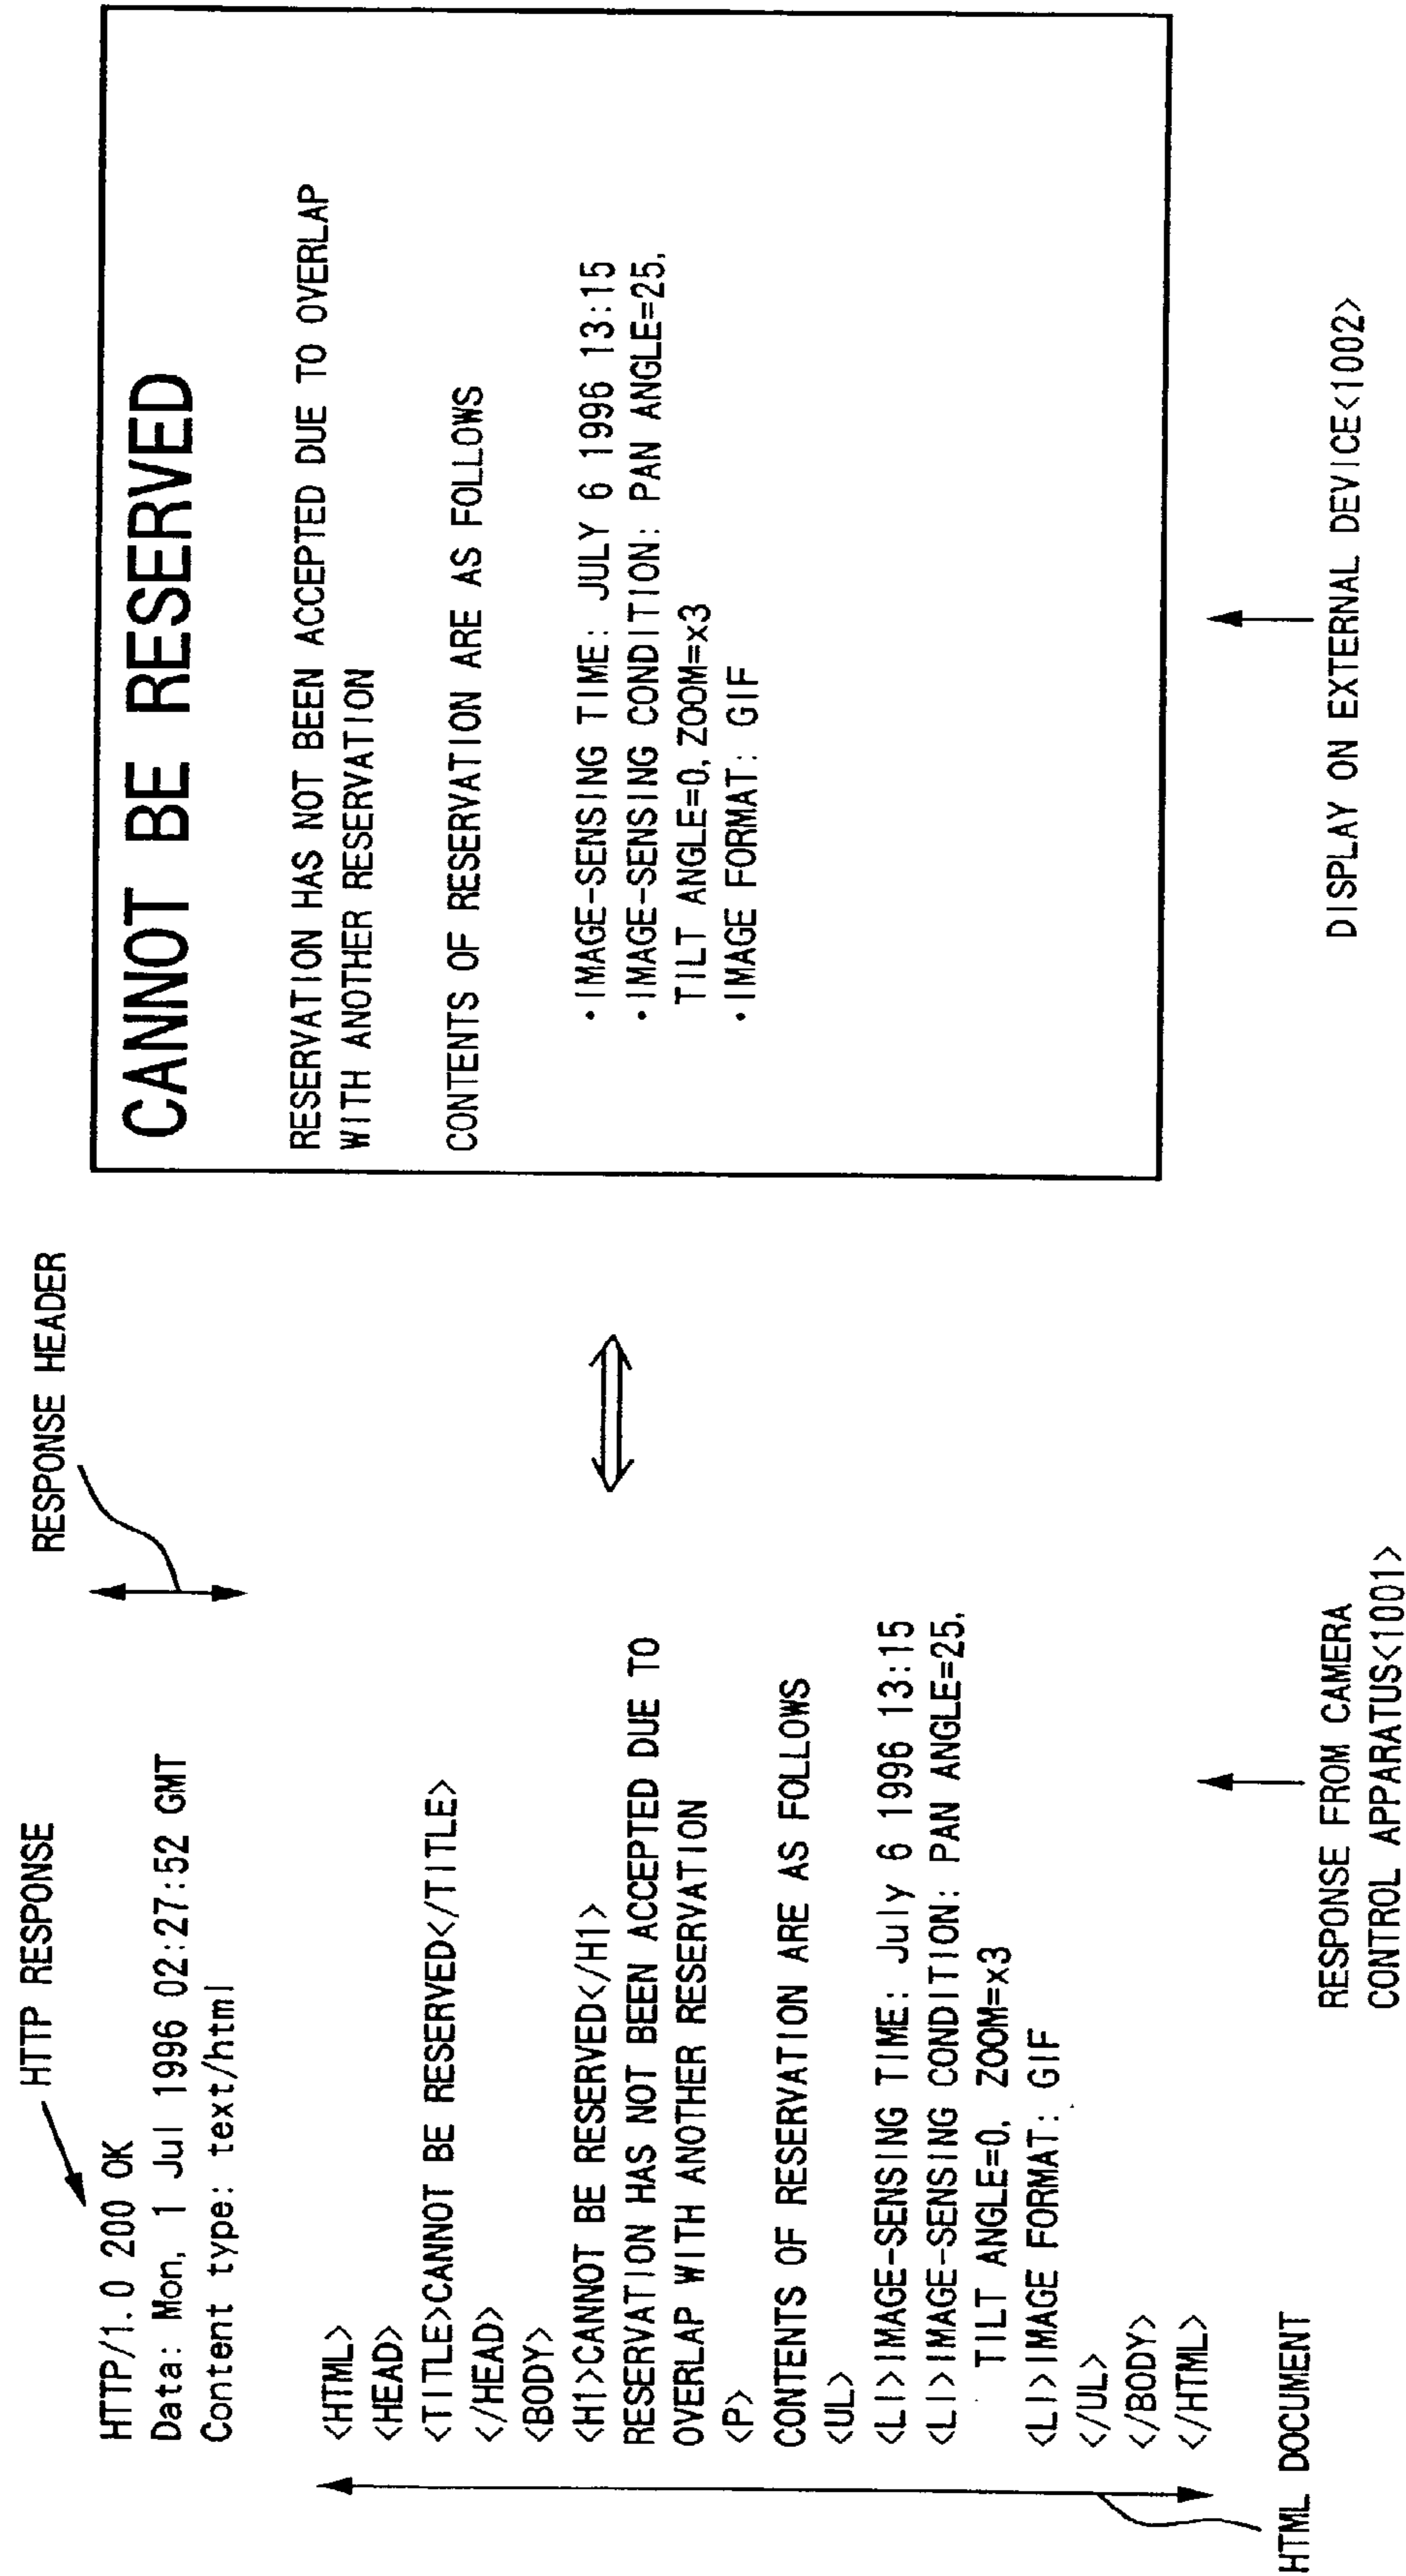 HTTP RESPONSE
RESPONSE HEADER
HTTP/1.0 200 OK
Data: Mon, 1 Jul 1996 02:27:52 GMT
Content type: text/html
<HTML>
<HEAD>
<TITLE>CANNOT BE RESERVED</TITLE>
</HEAD>
<BODY>
<H1>CANNOT BE RESERVED</H1>
RESERVATION HAS NOT BEEN ACCEPTED DUE TO
OVERLAP WITH ANOTHER RESERVATION
<P>
CONTENTS OF RESERVATION ARE AS FOLLOWS
<UL>
<LI>IMAGE-SENSING TIME: July 6 1996 13:15
<LI>IMAGE-SENSING CONDITION: PAN ANGLE=25,
TILT ANGLE=0, ZOOM=x3
<LI>IMAGE FORMAT: GIF
</UL>
</BODY>
</HTML>
HTML DOCUMENT
RESPONSE FROM CAMERA
CONTROL APPARATUS<1001>
CANNOT BE RESERVED
RESERVATION HAS NOT BEEN ACCEPTED DUE TO OVERLAP
WITH ANOTHER RESERVATION
CONTENTS OF RESERVATION ARE AS FOLLOWS
・IMAGE-SENSING TIME: JULY 6 1996 13:15
・IMAGE-SENSING CONDITION: PAN ANGLE=25,
TILT ANGLE=0, ZOOM=x3
・IMAGE FORMAT: GIF
DISPLAY ON EXTERNAL DEVICE<1002>